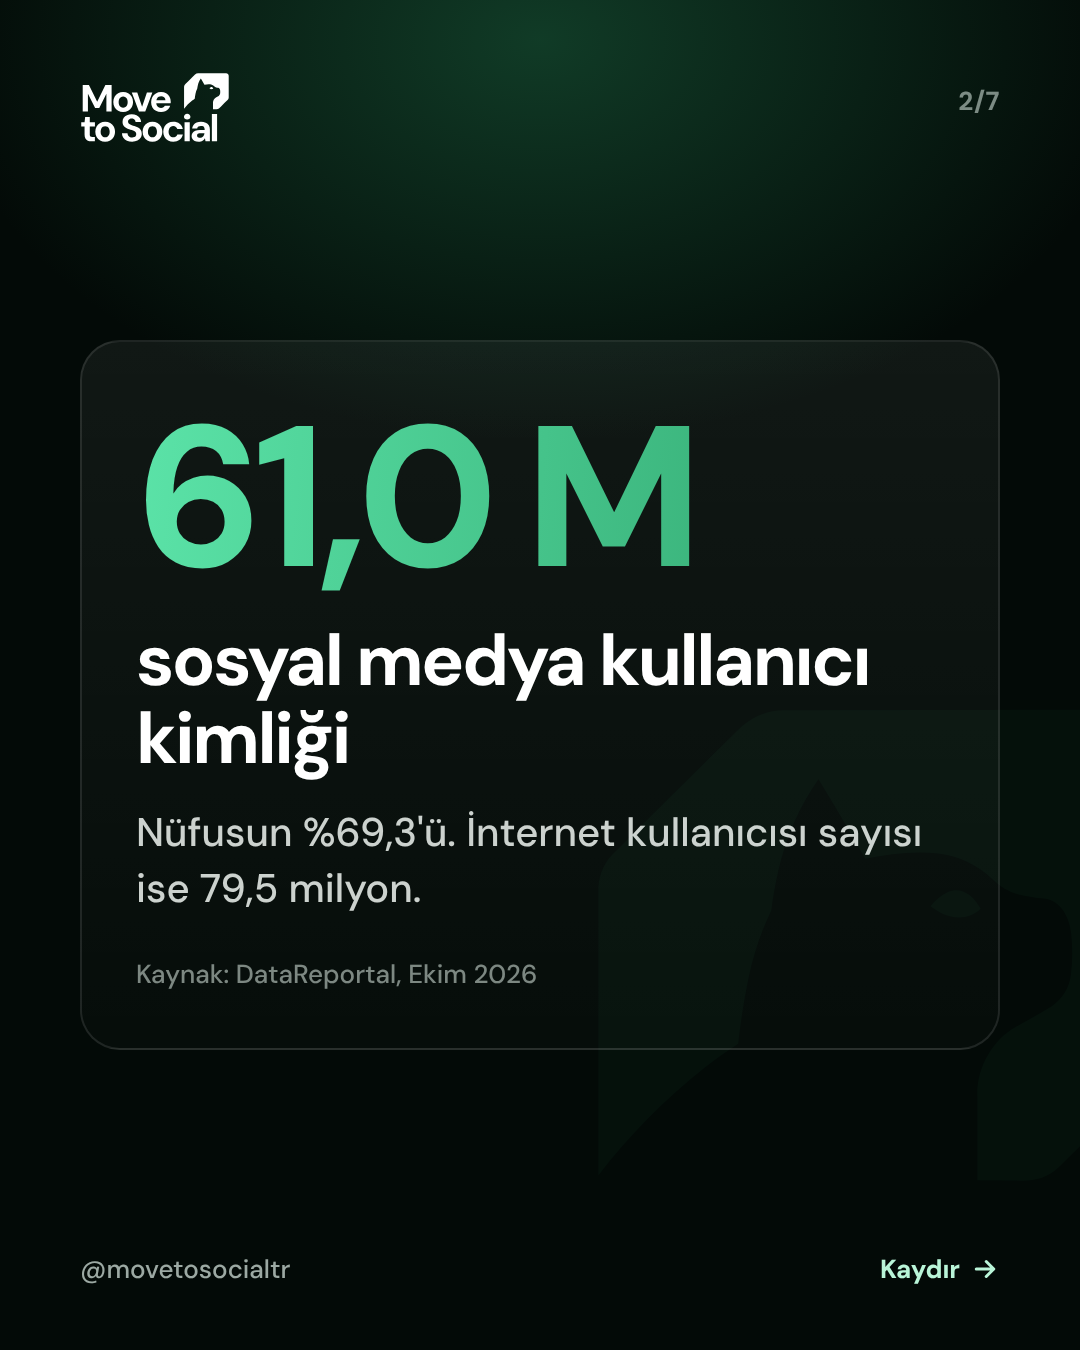 Move
to Social
2/7
61,0 M
sosyal medya kullanıcı
kimliği
Nüfusun %69,3'ü. İnternet kullanıcısı sayısı
ise 79,5 milyon.
Kaynak: DataReportal, Ekim 2026
@movetosocialtr
Kaydır →